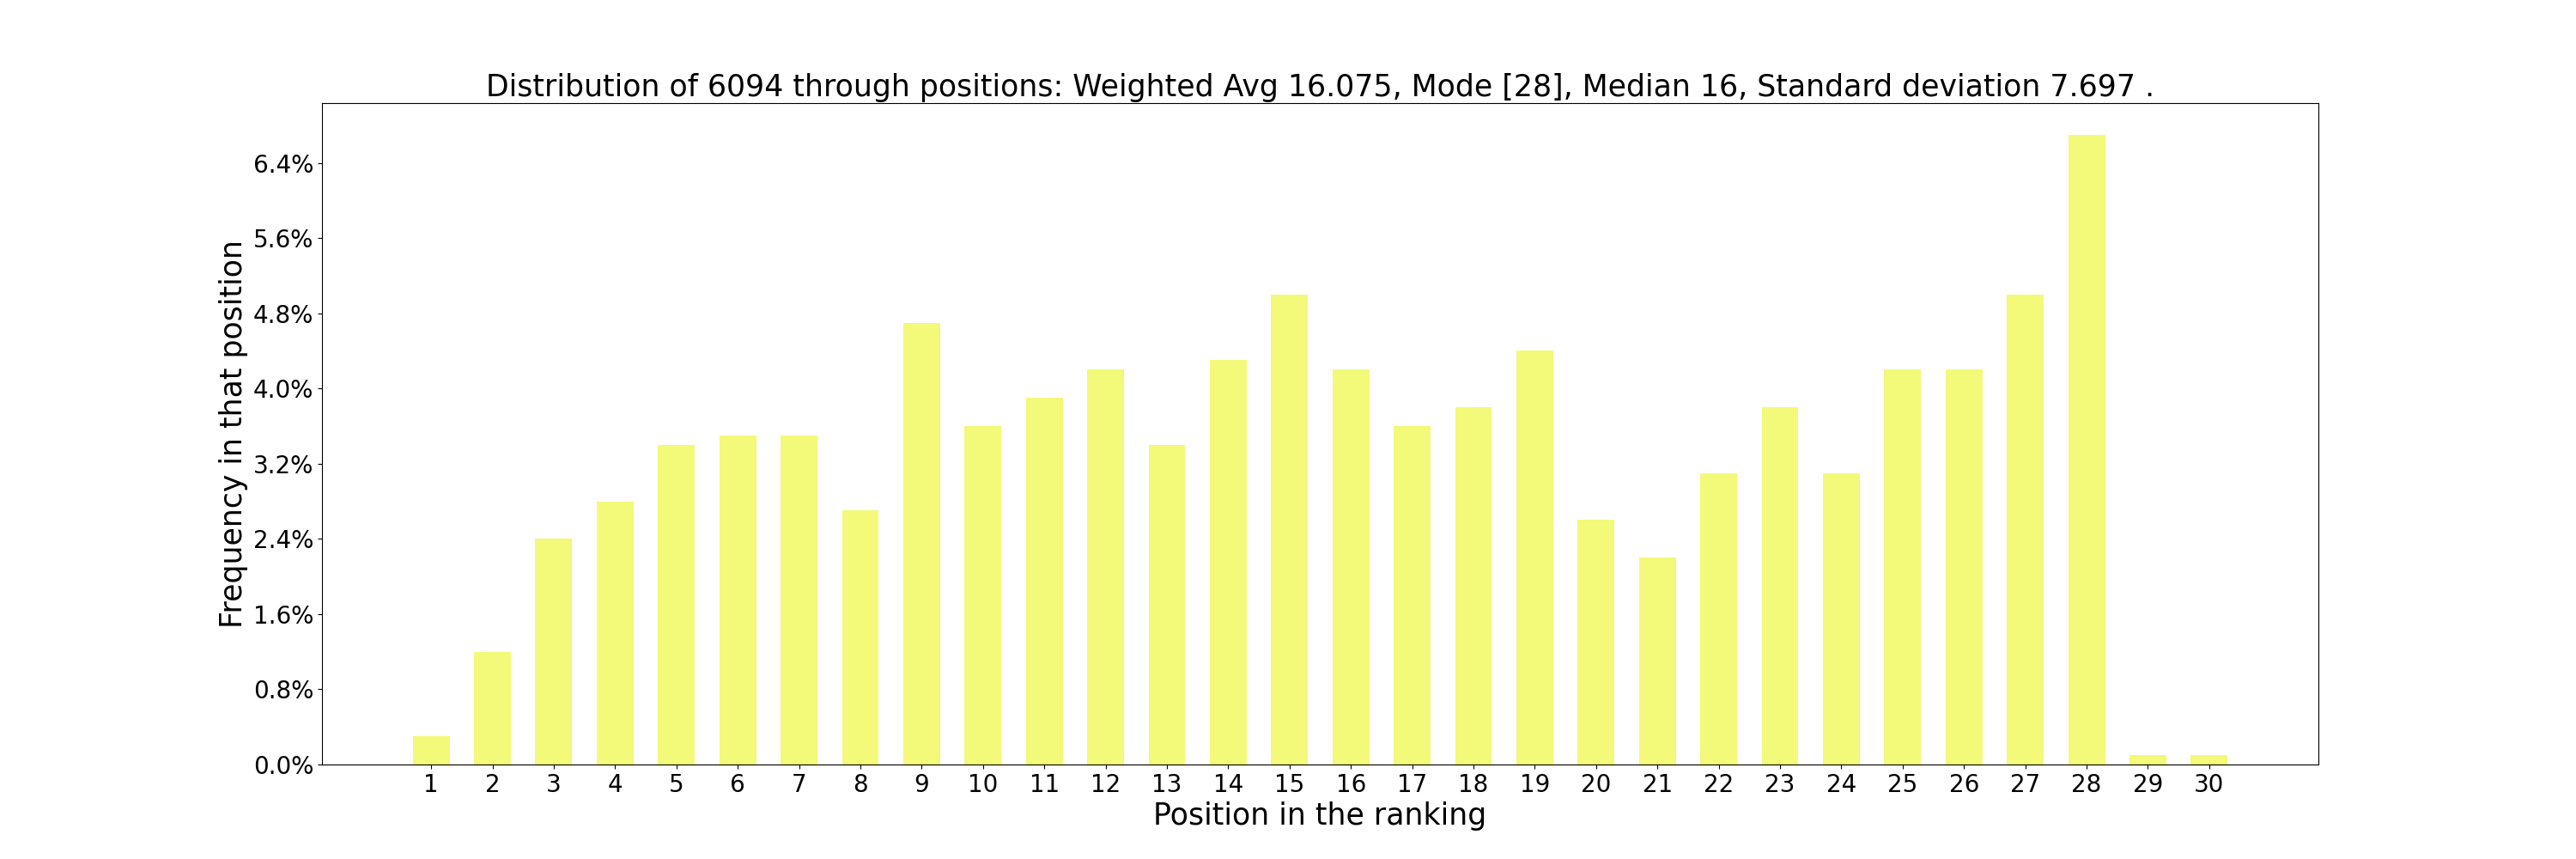 Distribution of 6094 through positions: Weighted Avg 16.075, Mode [28], Median 16, Standard deviation 7.697 .
Frequency in that position
6.4%
5.6%
4.8%
4.0%
3.2%
2.4%
1.6%
0.8%
0.0%
1 2 3 4 5 6 7 8 9 10 11 12 13 14 15 16 17 18 19 20 21 22 23 24 25 26 27 28 29 30
Position in the ranking